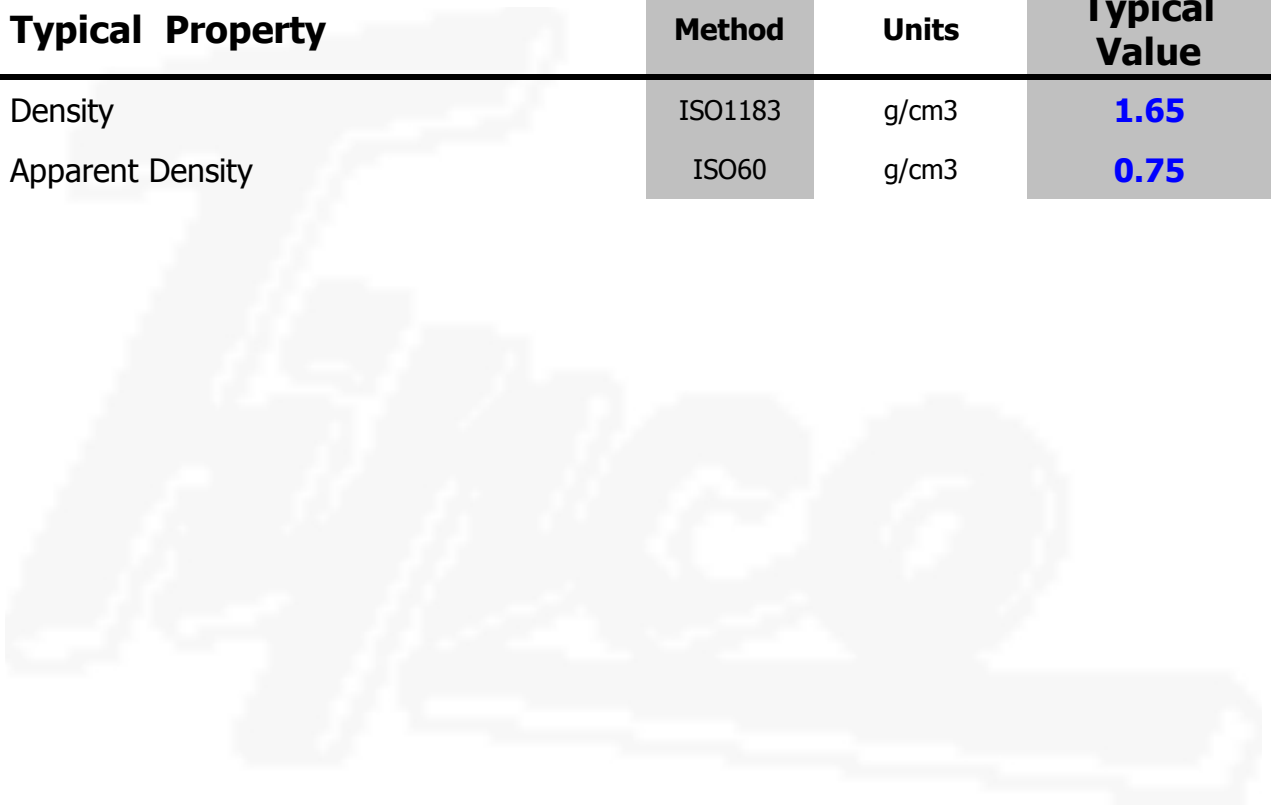 Typical Property Method Units Typical Value
Density ISO1183 g/cm3 1.65
Apparent Density ISO60 g/cm3 0.75